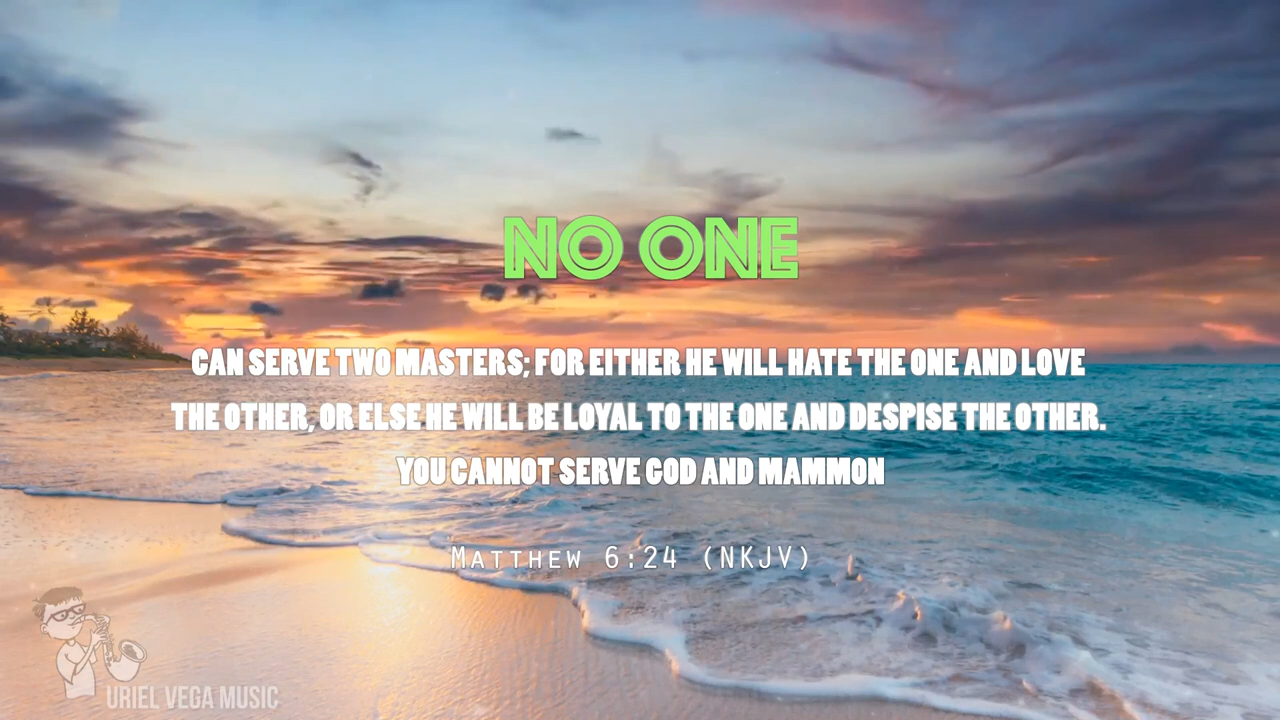 NO ONE
CAN SERVE TWO MASTERS; FOR EITHER HE WILL HATE THE ONE AND LOVE
THE OTHER, OR ELSE HE WILL BE LOYAL TO THE ONE AND DESPISE THE OTHER.
YOU CANNOT SERVE GOD AND MAMMON
MATTHEW 6:24 (NKJV)
URIEL VEGA MUSIC